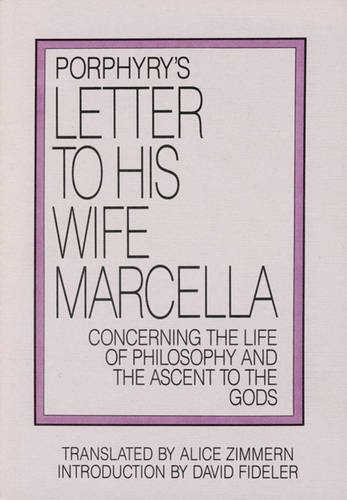 PORPHYRY'S
LETTER
TO HIS
WIFE
MARCELLA
CONCERNING THE LIFE
OF PHILOSOPHY AND
THE ASCENT TO THE
GODS
TRANSLATED BY ALICE ZIMMERN
INTRODUCTION BY DAVID FIDELER